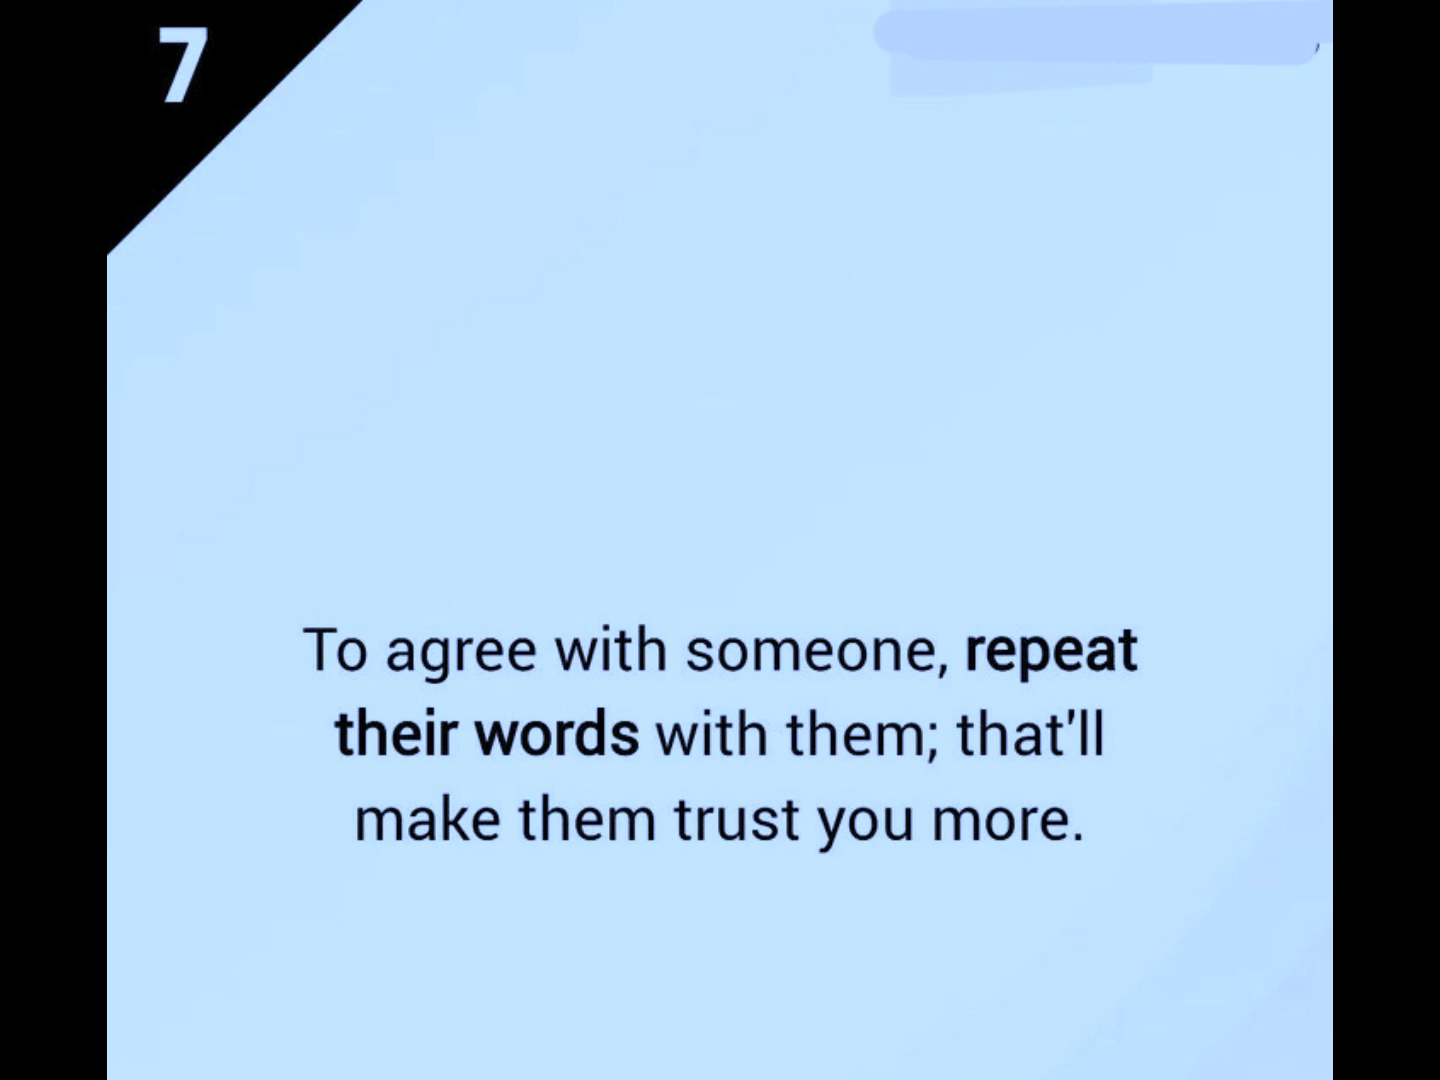 7
To agree with someone, repeat
their words with them; that'll
make them trust you more.